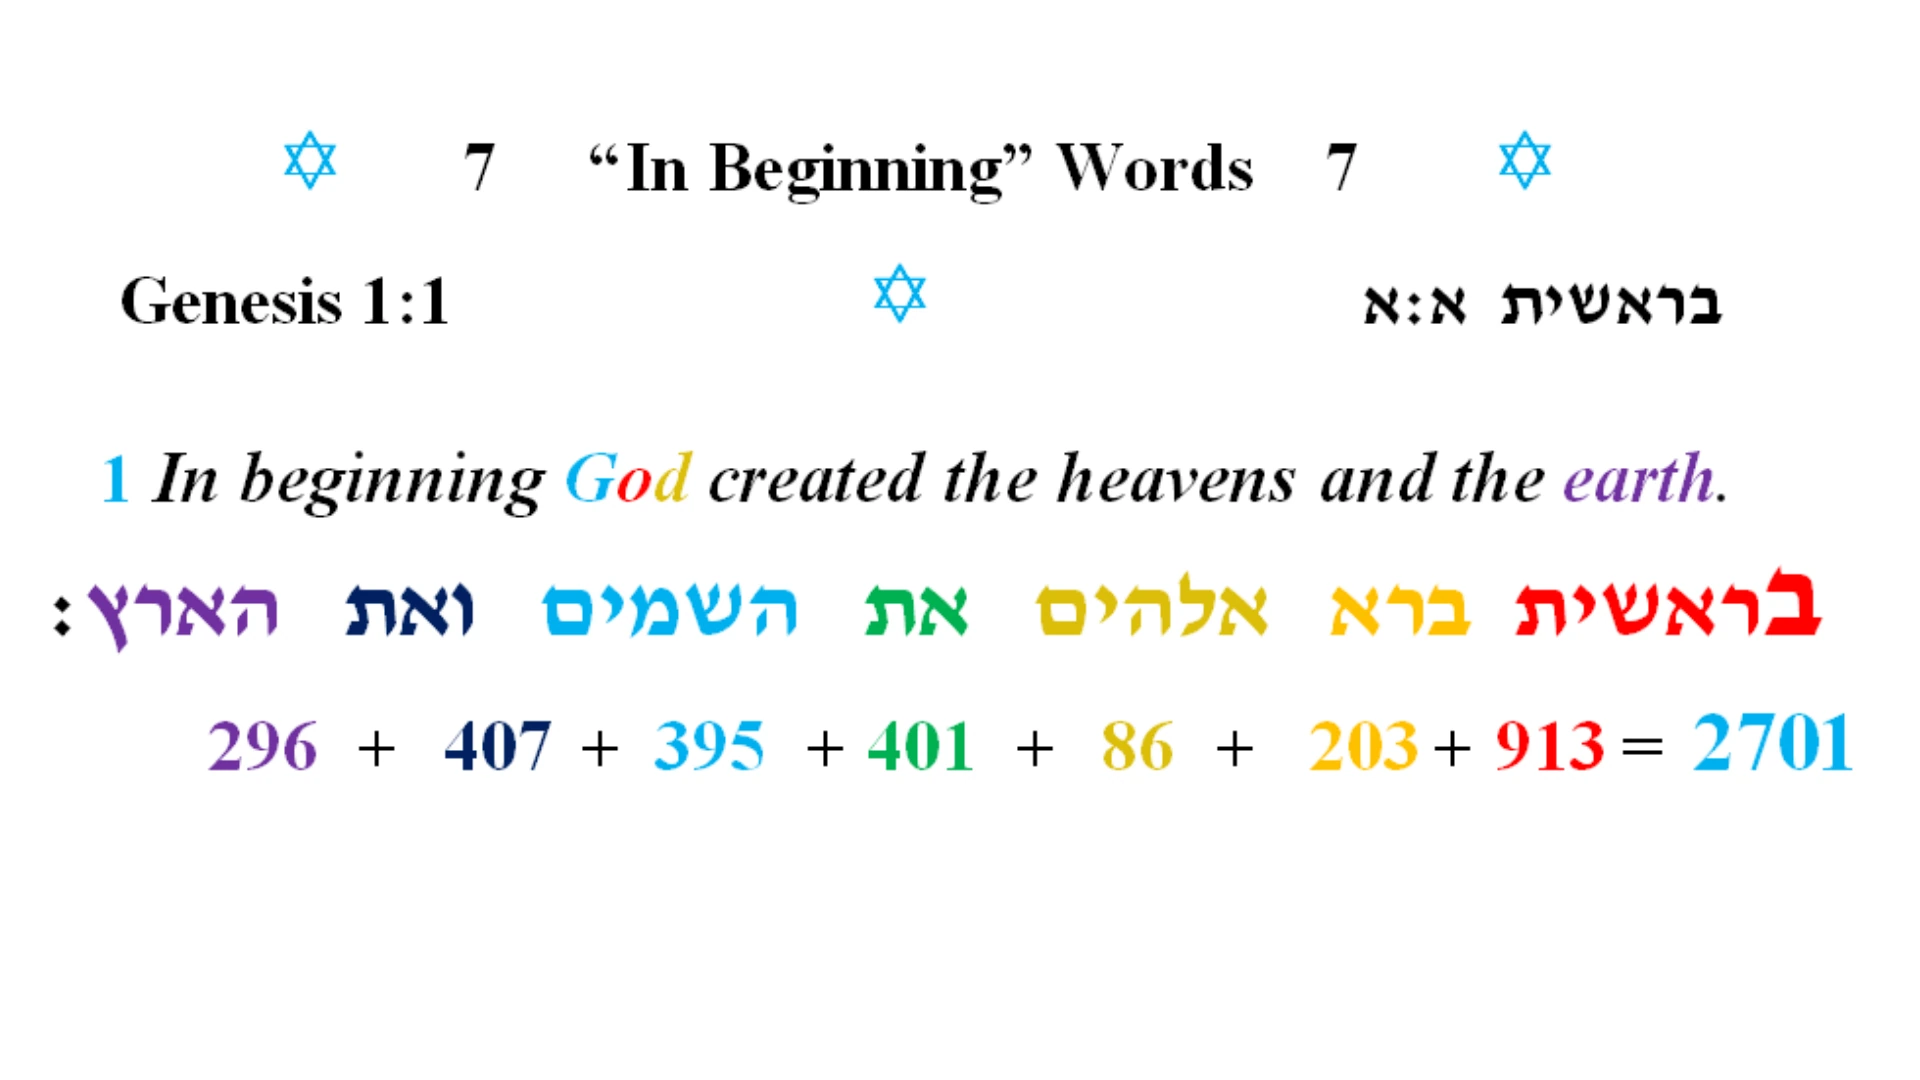 ✡ 7 “In Beginning” Words 7 ✡
Genesis 1:1 ✡ בראשית א:א
1 In beginning God created the heavens and the earth.
בראשית ברא אלהים את השמים ואת הארץ:
296 + 407 + 395 + 401 + 86 + 203 + 913 = 2701